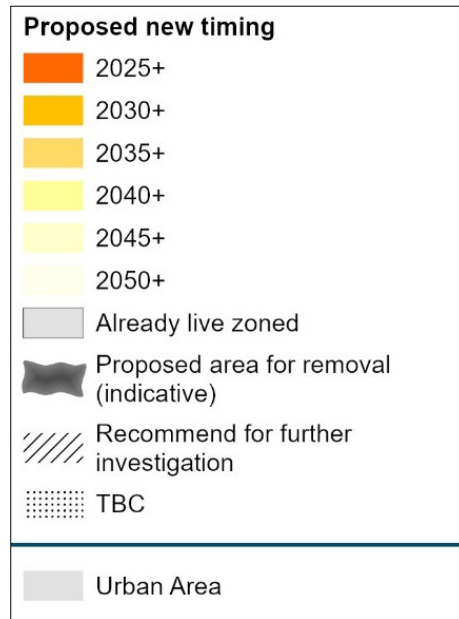 Proposed new timing
2025+
2030+
2035+
2040+
2045+
2050+
Already live zoned
Proposed area for removal
(indicative)
Recommend for further
investigation
TBC
Urban Area